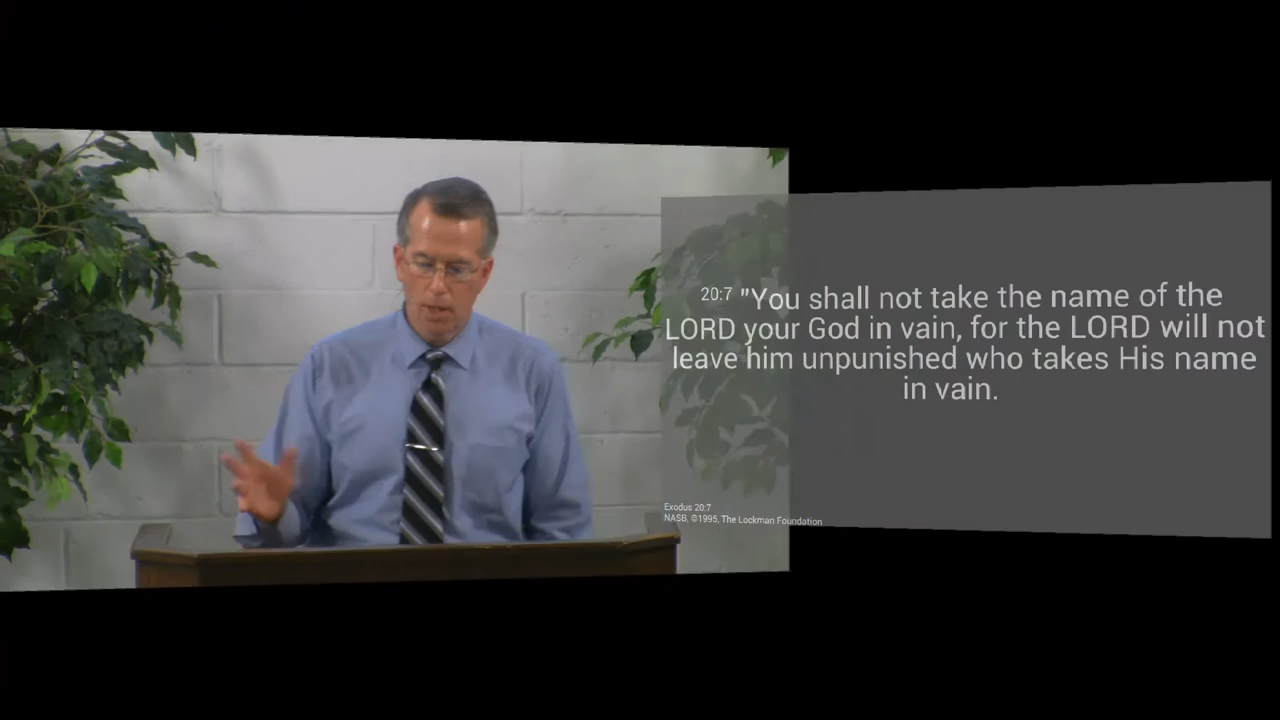 20:7 "You shall not take the name of the
LORD your God in vain, for the LORD will not
leave him unpunished who takes His name
in vain.
Exodus 20:7
NASB, ©1995, The Lockman Foundation